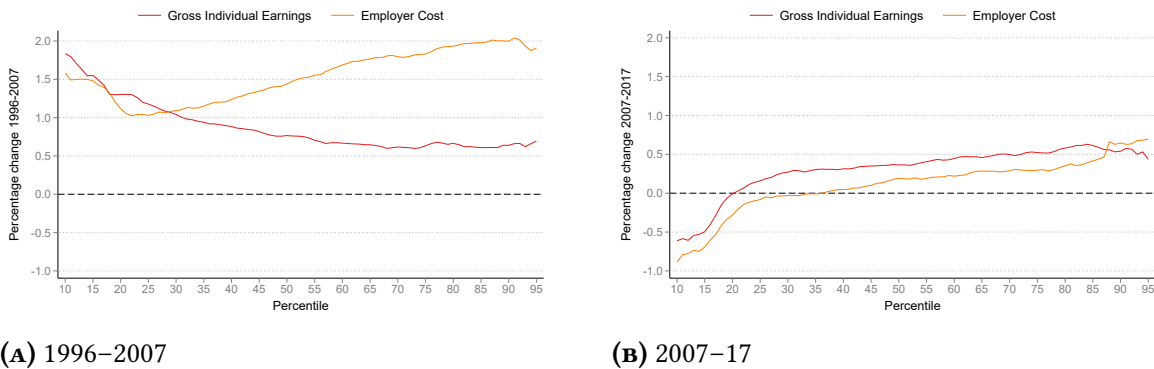 Gross Individual Earnings Employer Cost
Percentage change 1996-2007
2.0
1.5
1.0
0.5
0.0
-0.5
-1.0
10 15 20 25 30 35 40 45 50 55 60 65 70 75 80 85 90 95
Percentile
(A) 1996–2007
Gross Individual Earnings Employer Cost
Percentage change 2007-2017
2.0
1.5
1.0
0.5
0.0
-0.5
-1.0
10 15 20 25 30 35 40 45 50 55 60 65 70 75 80 85 90 95
Percentile
(B) 2007–17